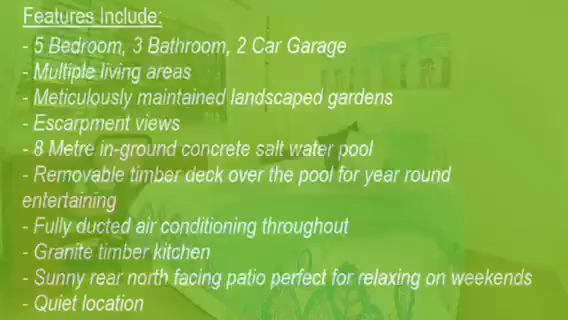 Features Include:
- 5 Bedroom, 3 Bathroom, 2 Car Garage
- Multiple living areas
- Meticulously maintained landscaped gardens
- Escarpment views
- 8 Metre in-ground concrete salt water pool
- Removable timber deck over the pool for year round
entertaining
- Fully ducted air conditioning throughout
- Granite timber kitchen
- Sunny rear north facing patio perfect for relaxing on weekends
- Quiet location